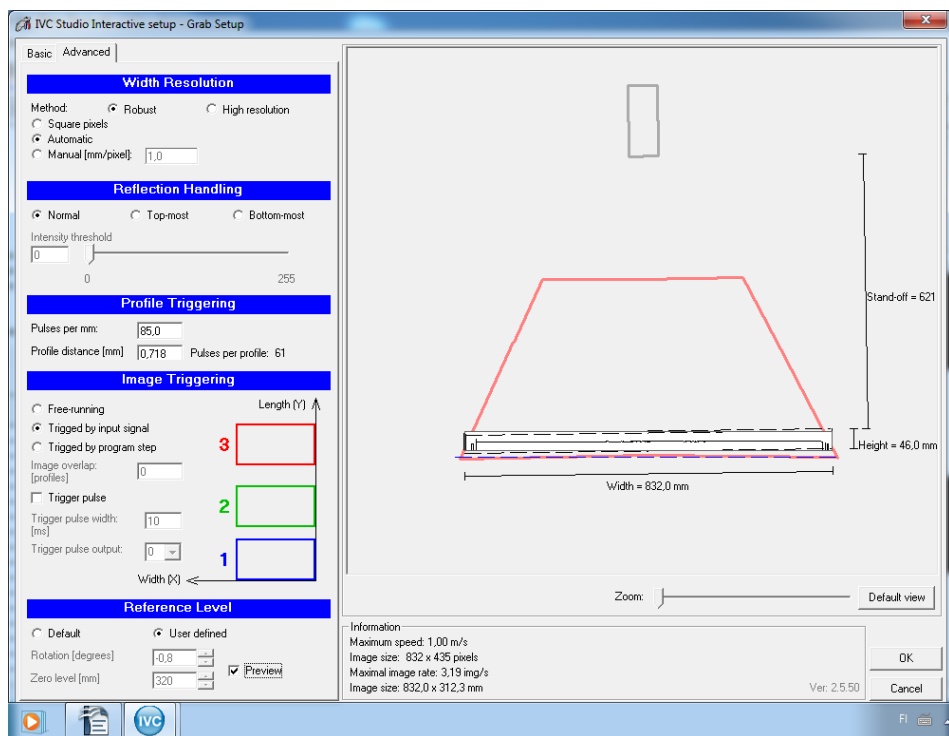 IVC Studio Interactive setup - Grab Setup
Basic Advanced
Width Resolution
Method: Robust High resolution
Square pixels
Automatic
Manual [mm/pixel]: 1,0
Reflection Handling
Normal Top-most Bottom-most
Intensity threshold
0
0 255
Profile Triggering
Pulses per mm: 85,0
Profile distance [mm] 0,718 Pulses per profile: 61
Image Triggering
Free-running
Trigged by input signal
Trigged by program step
Image overlap: [profiles] 0
Trigger pulse
Trigger pulse width: [ms] 10
Trigger pulse output: 0
Length (Y)
3
2
1
Width (X)
Reference Level
Default User defined
Rotation [degrees] -0,8
Zero level [mm] 320
Preview
Stand-off = 621
Height = 46,0 mm
Width = 832,0 mm
Zoom: Default view
Information
Maximum speed: 1,00 m/s
Image size: 832 x 435 pixels
Maximal image rate: 3,19 img/s
Image size: 832,0 x 312,3 mm
Ver: 2.5.50
OK
Cancel
IVC
FI